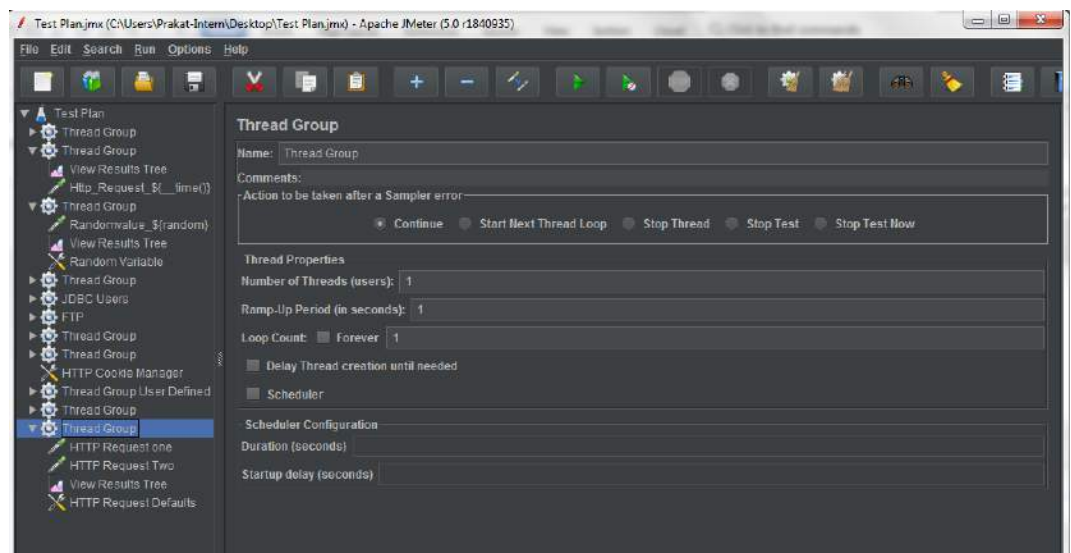 Test Plan.jmx (C:\Users\Prakat-Intern\Desktop\Test Plan.jmx) - Apache JMeter (5.0 r1840935)
File Edit Search Run Options Help
Test Plan
Thread Group
Thread Group
View Results Tree
Http_Request_${__time()}
Thread Group
Randomvalue_${random}
View Results Tree
Random Variable
Thread Group
JDBC Users
FTP
Thread Group
Thread Group
HTTP Cookie Manager
Thread Group User Defined
Thread Group
Thread Group
HTTP Request one
HTTP Request Two
View Results Tree
HTTP Request Defaults
Thread Group
Name: Thread Group
Comments:
Action to be taken after a Sampler error
Continue Start Next Thread Loop Stop Thread Stop Test Stop Test Now
Thread Properties
Number of Threads (users): 1
Ramp-Up Period (in seconds): 1
Loop Count: Forever 1
Delay Thread creation until needed
Scheduler
Scheduler Configuration
Duration (seconds)
Startup delay (seconds)